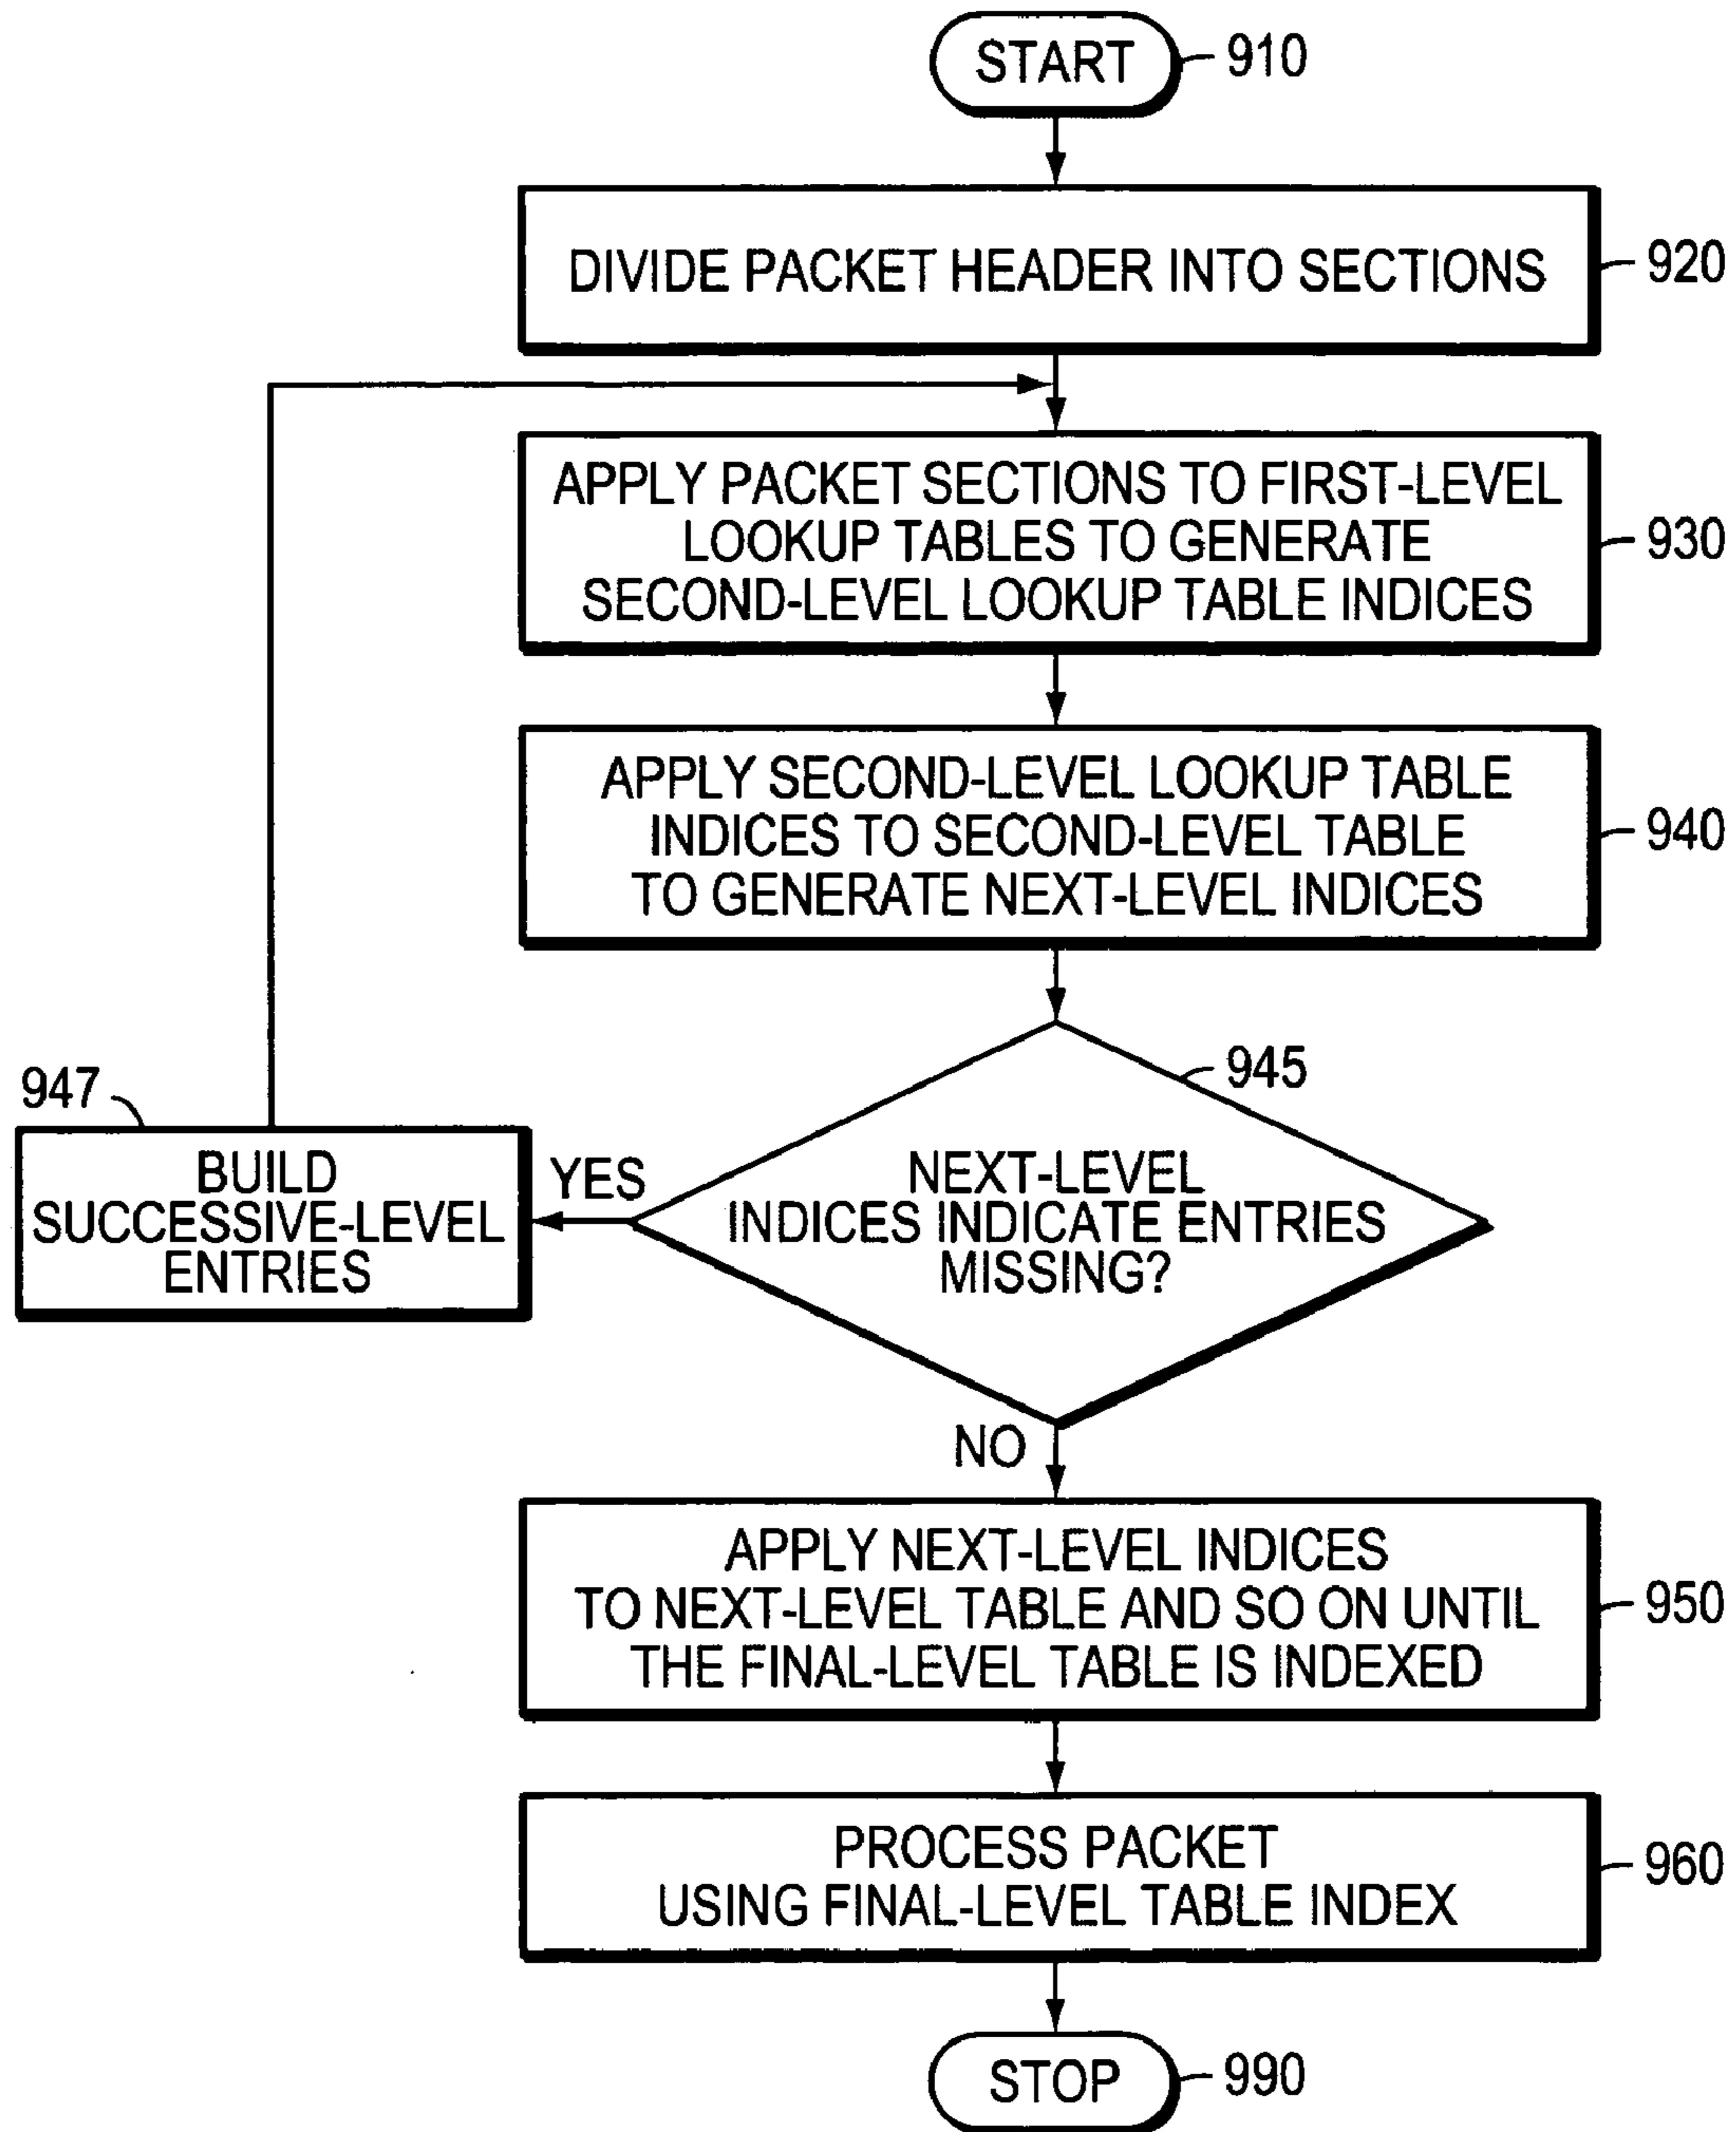 START
910
DIVIDE PACKET HEADER INTO SECTIONS
920
APPLY PACKET SECTIONS TO FIRST-LEVEL
LOOKUP TABLES TO GENERATE
SECOND-LEVEL LOOKUP TABLE INDICES
930
APPLY SECOND-LEVEL LOOKUP TABLE
INDICES TO SECOND-LEVEL TABLE
TO GENERATE NEXT-LEVEL INDICES
940
945
NEXT-LEVEL
INDICES INDICATE ENTRIES
MISSING?
YES
947
BUILD
SUCCESSIVE-LEVEL
ENTRIES
NO
APPLY NEXT-LEVEL INDICES
TO NEXT-LEVEL TABLE AND SO ON UNTIL
THE FINAL-LEVEL TABLE IS INDEXED
950
PROCESS PACKET
USING FINAL-LEVEL TABLE INDEX
960
STOP
990